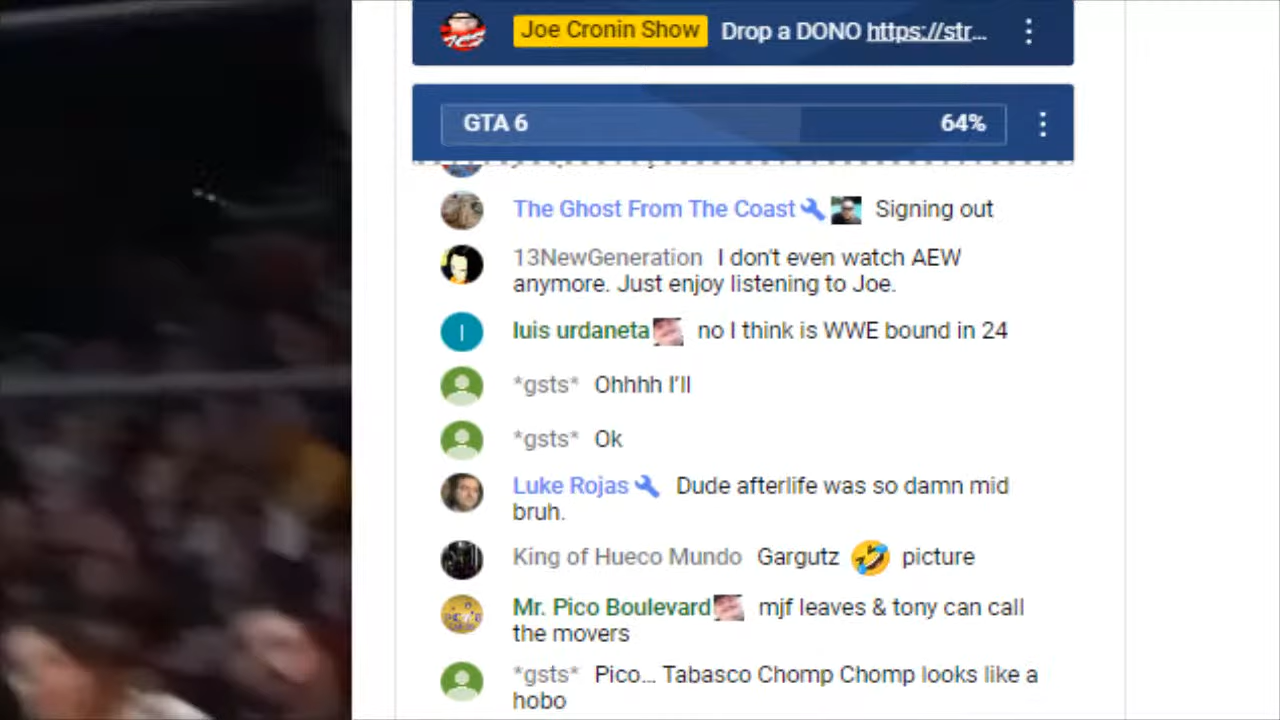 Joe Cronin Show Drop a DONO https://str...
GTA 6 64%
The Ghost From The Coast Signing out
13NewGeneration I don't even watch AEW
anymore. Just enjoy listening to Joe.
luis urdaneta no I think is WWE bound in 24
*gsts* Ohhhh I'll
*gsts* Ok
Luke Rojas Dude afterlife was so damn mid
bruh.
King of Hueco Mundo Gargutz 🤣 picture
Mr. Pico Boulevard mjf leaves & tony can call
the movers
*gsts* Pico... Tabasco Chomp Chomp looks like a
hobo